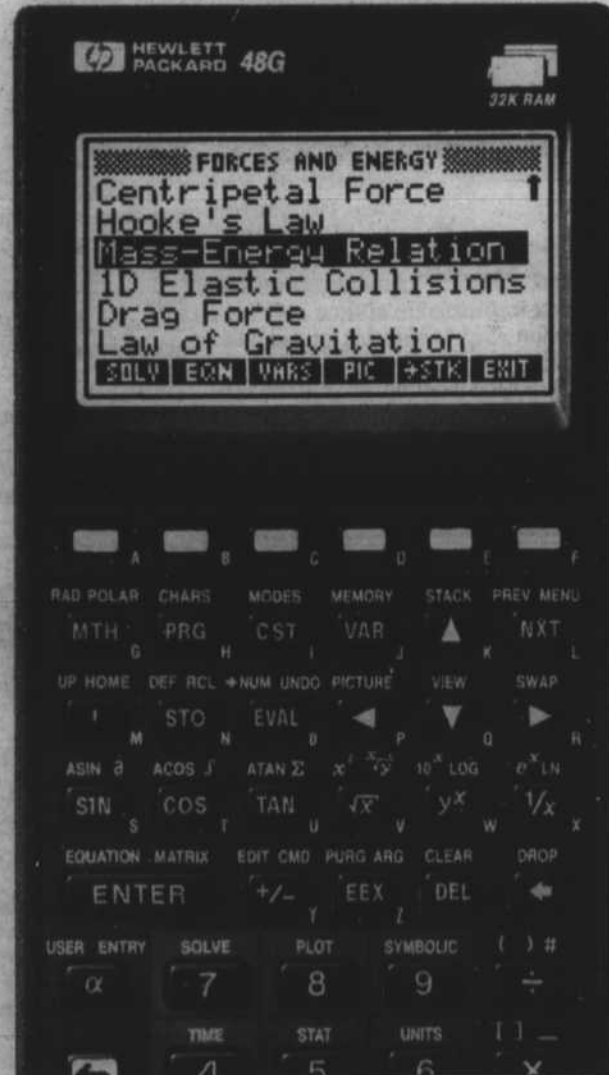 hp HEWLETT
PACKARD 48G
32K RAM
FORCES AND ENERGY
Centripetal Force
Hooke's Law
Mass-Energy Relation
1D Elastic Collisions
Drag Force
Law of Gravitation
SOLV EQN VARS PIC →STK EXIT
A B C D E F
RAD POLAR CHARS MODES MEMORY STACK PREV MENU
MTH PRG CST VAR ▲ NXT
G H I J K L
UP HOME DEF RCL →NUM UNDO PICTURE VIEW SWAP
' STO EVAL ◀ ▼ ▶
M N O P Q R
ASIN ∂ ACOS ∫ ATAN Σ x² ˣ√y 10ˣ LOG eˣ LN
SIN COS TAN √x yˣ 1/x
S T U V W X
EQUATION MATRIX EDIT CMD PURG ARG CLEAR DROP
ENTER +/- EEX DEL
Y Z
USER ENTRY SOLVE PLOT SYMBOLIC ( ) #
α 7 8 9 ÷
TIME STAT UNITS [ ] _
4 5 6 ×